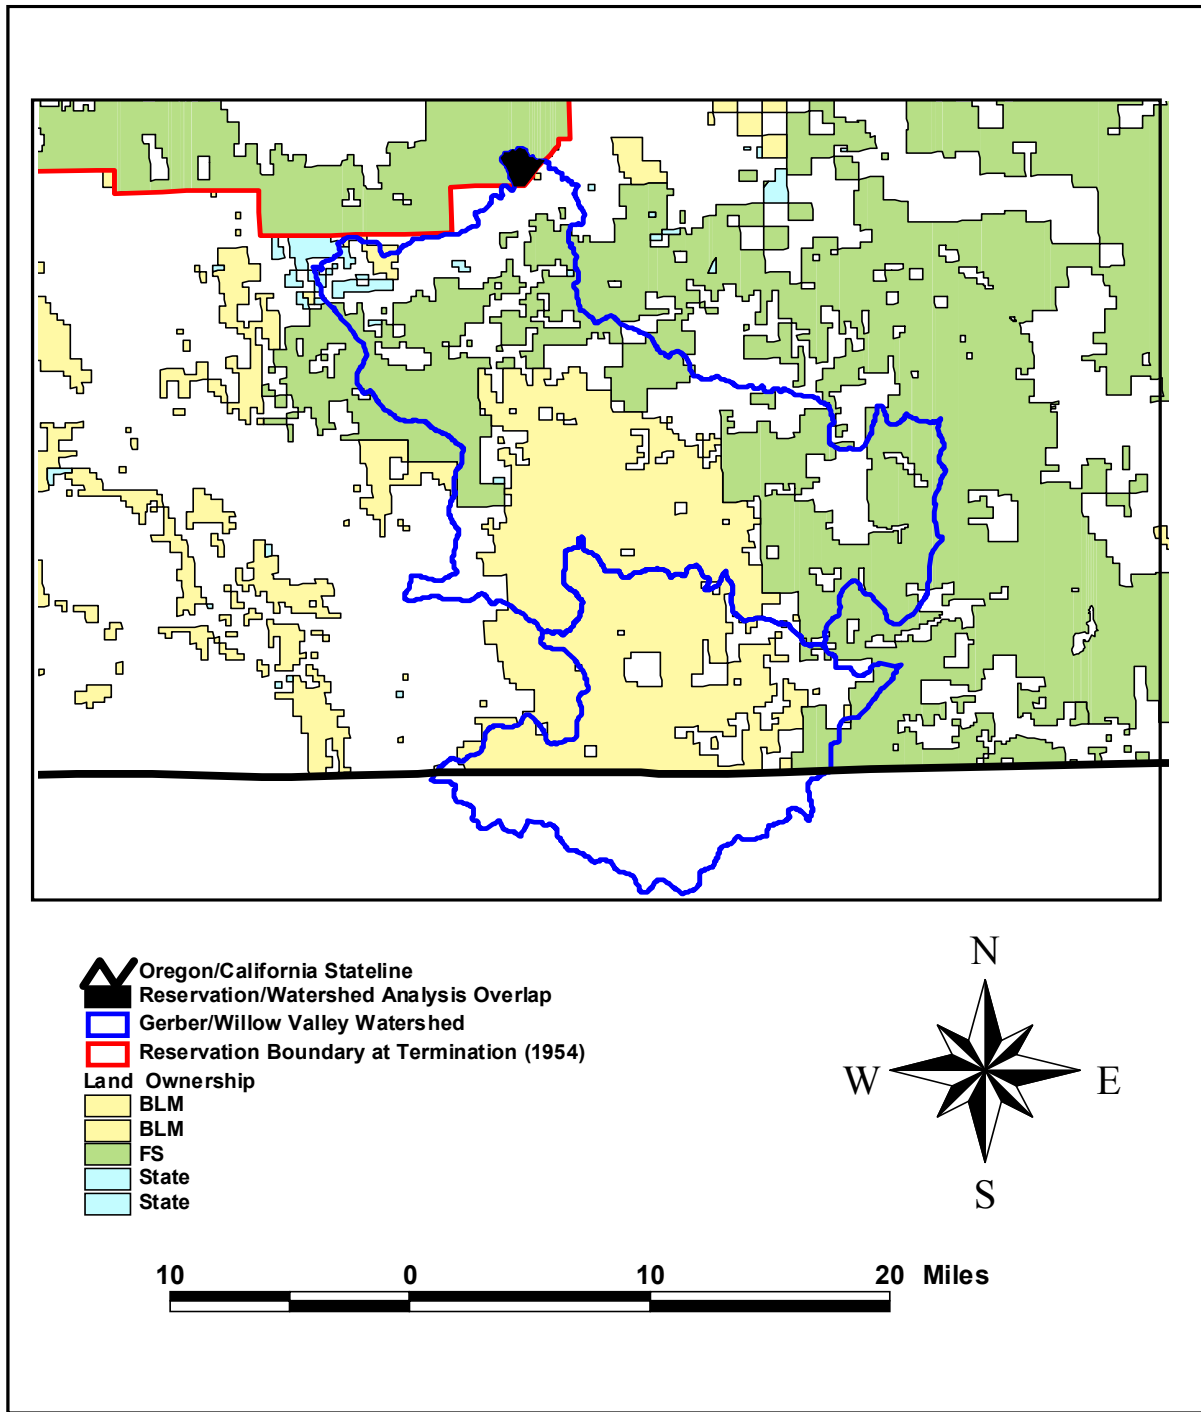 Oregon/California Stateline
Reservation/Watershed Analysis Overlap
Gerber/Willow Valley Watershed
Reservation Boundary at Termination (1954)
Land Ownership
BLM
BLM
FS
State
State
N
W E
S
10 0 10 20 Miles